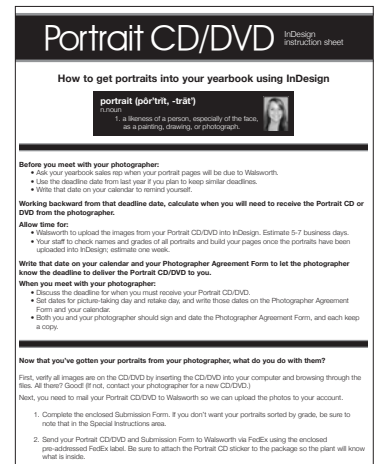 Portrait CD/DVD InDesign
instruction sheet
How to get portraits into your yearbook using InDesign
portrait (pôr'trĭt, -trāt')
n.noun
1. a likeness of a person, especially of the face,
as a painting, drawing, or photograph.
Before you meet with your photographer:
• Ask your yearbook sales rep when your portrait pages will be due to Walsworth.
• Use the deadline date from last year if you plan to keep similar deadlines.
• Write that date on your calendar to remind yourself.
Working backward from that deadline date, calculate when you will need to receive the Portrait CD or
DVD from the photographer.
Allow time for:
• Walsworth to upload the images from your Portrait CD/DVD into InDesign. Estimate 5-7 business days.
• Your staff to check names and grades of all portraits and build your pages once the portraits have been
uploaded into InDesign; estimate one week.
Write that date on your calendar and your Photographer Agreement Form to let the photographer
know the deadline to deliver the Portrait CD/DVD to you.
When you meet with your photographer:
• Discuss the deadline for when you must receive your Portrait CD/DVD.
• Set dates for picture-taking day and retake day, and write those dates on the Photographer Agreement
Form and your calendar.
• Both you and your photographer should sign and date the Photographer Agreement Form, and each keep
a copy.
Now that you've gotten your portraits from your photographer, what do you do with them?
First, verify all images are on the CD/DVD by inserting the CD/DVD into your computer and browsing through the
files. All there? Good! (If not, contact your photographer for a new CD/DVD.)
Next, you need to mail your Portrait CD/DVD to Walsworth so we can upload the photos to your account.
1. Complete the enclosed Submission Form. If you don't want your portraits sorted by grade, be sure to
note that in the Special Instructions area.
2. Send your Portrait CD/DVD and Submission Form to Walsworth via FedEx using the enclosed
pre-addressed FedEx label. Be sure to attach the Portrait CD sticker to the package so the plant will know
what is inside.